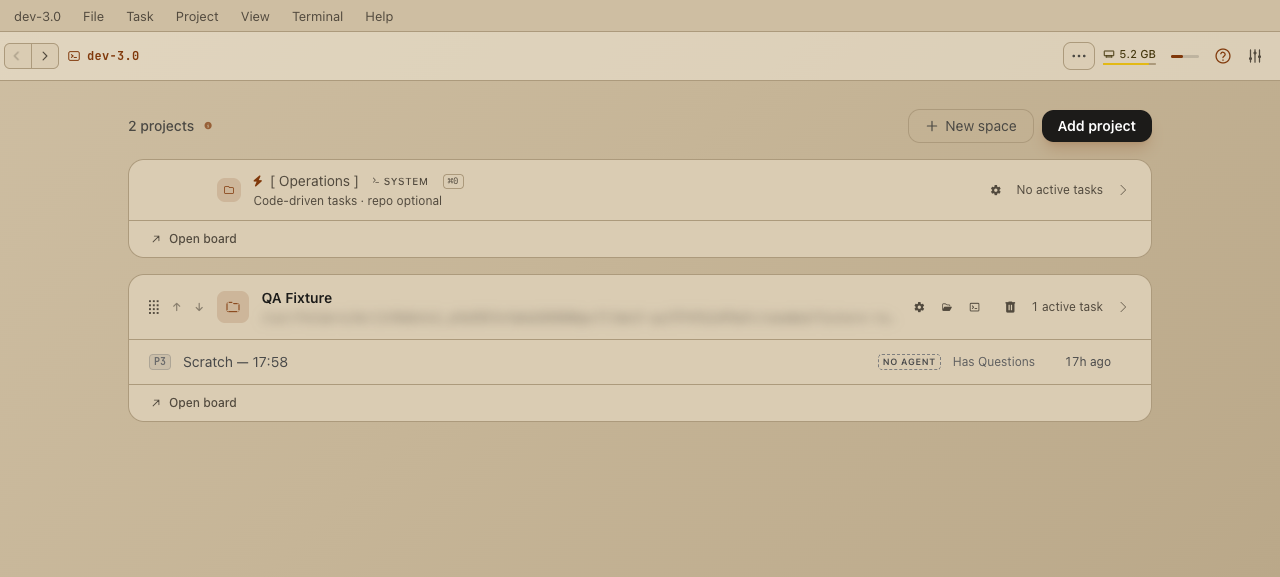 dev-3.0 File Task Project View Terminal Help
dev-3.0 5.2 GB
2 projects New space Add project
[ Operations ] SYSTEM ⌘0 No active tasks
Code-driven tasks · repo optional
Open board
QA Fixture
1 active task
P3 Scratch — 17:58 NO AGENT Has Questions 17h ago
Open board